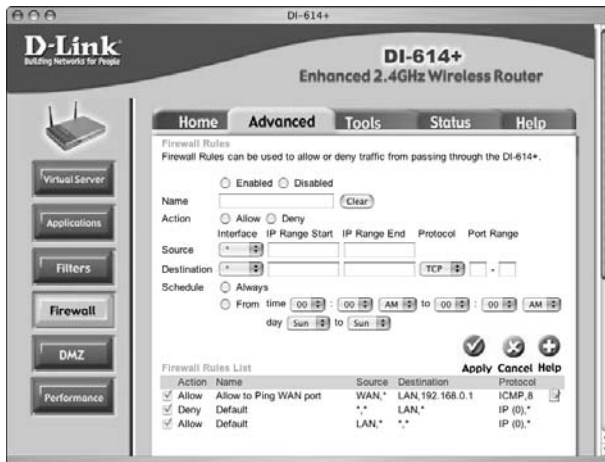 DI-614+
D-Link
Building Networks for People
DI-614+
Enhanced 2.4GHz Wireless Router
Home Advanced Tools Status Help
Virtual Server
Applications
Filters
Firewall
DMZ
Performance
Firewall Rules
Firewall Rules can be used to allow or deny traffic from passing through the DI-614+.
Enabled Disabled
Name Clear
Action Allow Deny
Interface IP Range Start IP Range End Protocol Port Range
Source *
Destination * TCP -
Schedule Always
From time 00 : 00 AM to 00 : 00 AM
day Sun to Sun
Apply Cancel Help
Firewall Rules List
Action Name Source Destination Protocol
Allow Allow to Ping WAN port WAN,* LAN,192.168.0.1 ICMP,8
Deny Default *,* LAN,* IP (0),*
Allow Default LAN,* *,* IP (0),*